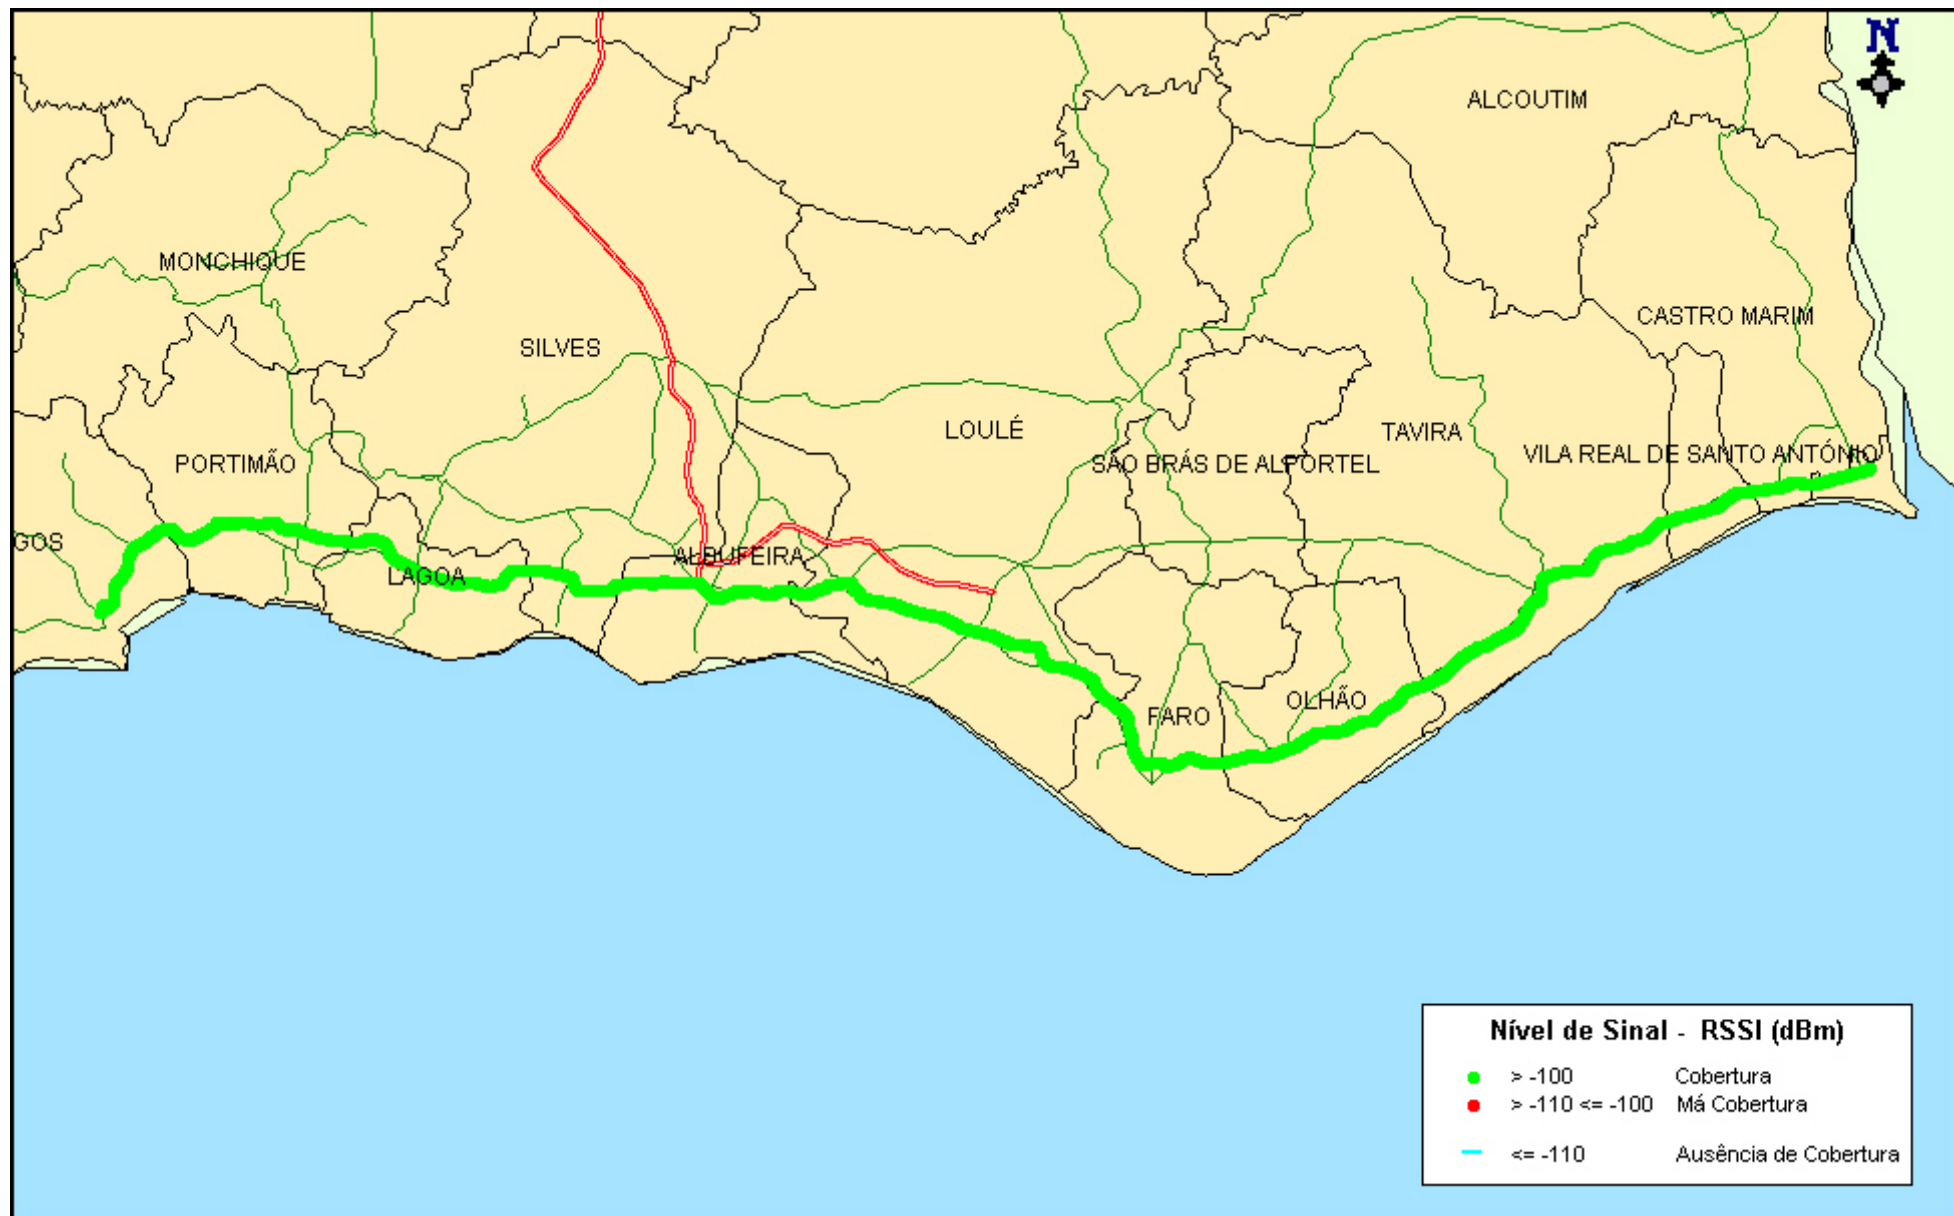 N
ALCOUTIM
MONCHIQUE
CASTRO MARIM
SILVES
LOULÉ
TAVIRA
VILA REAL DE SANTO ANTÓNIO
PORTIMÃO
SÃO BRÁS DE ALPORTEL
GOS
ALBUFEIRA
LAGOA
OLHÃO
FARO
Nível de Sinal - RSSI (dBm)
> -100 Cobertura
> -110 <= -100 Má Cobertura
<= -110 Ausência de Cobertura